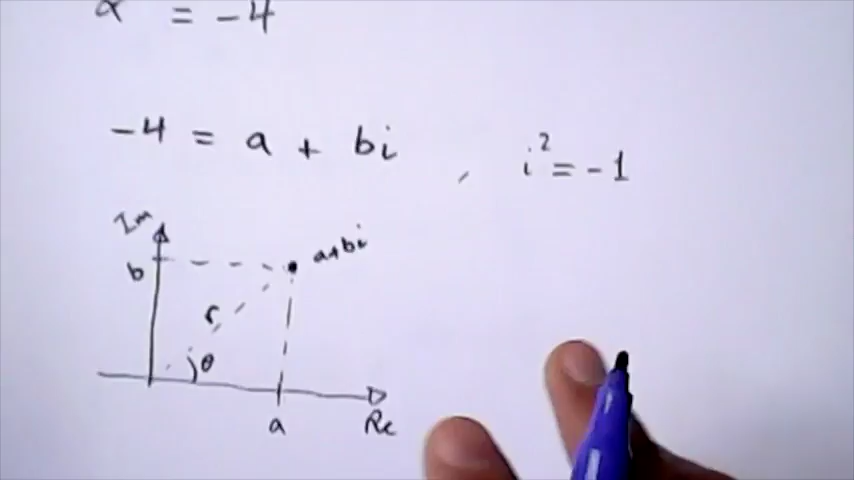 = -4
-4 = a + bi , i² = -1
Im
b
a+bi
r
θ
a
Re